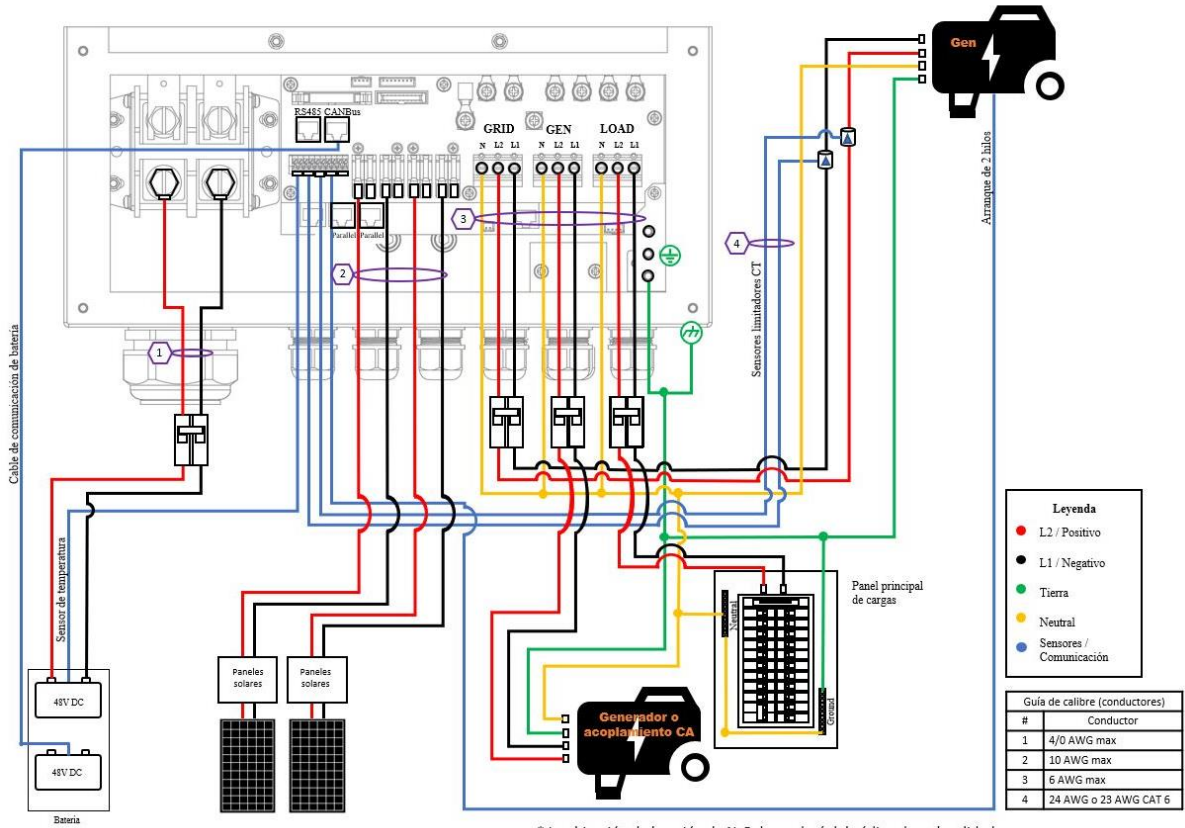 Gen
RS485 CANBus
GRID GEN LOAD
N L2 L1 N L2 L1 N L2 L1
3
4
Parallel Parallel
2
1
Arranque de 2 hilos
Sensores limitadores CT
Cable de comunicación de batería
Sensor de temperatura
Leyenda
L2 / Positivo
L1 / Negativo
Tierra
Neutral
Sensores /
Comunicación
Panel principal
de cargas
Neutral
Ground
Paneles
solares
Paneles
solares
48V DC
48V DC
Batería
Generador o
acoplamiento CA
Guía de calibre (conductores)
# Conductor
1 4/0 AWG max
2 10 AWG max
3 6 AWG max
4 24 AWG o 23 AWG CAT 6